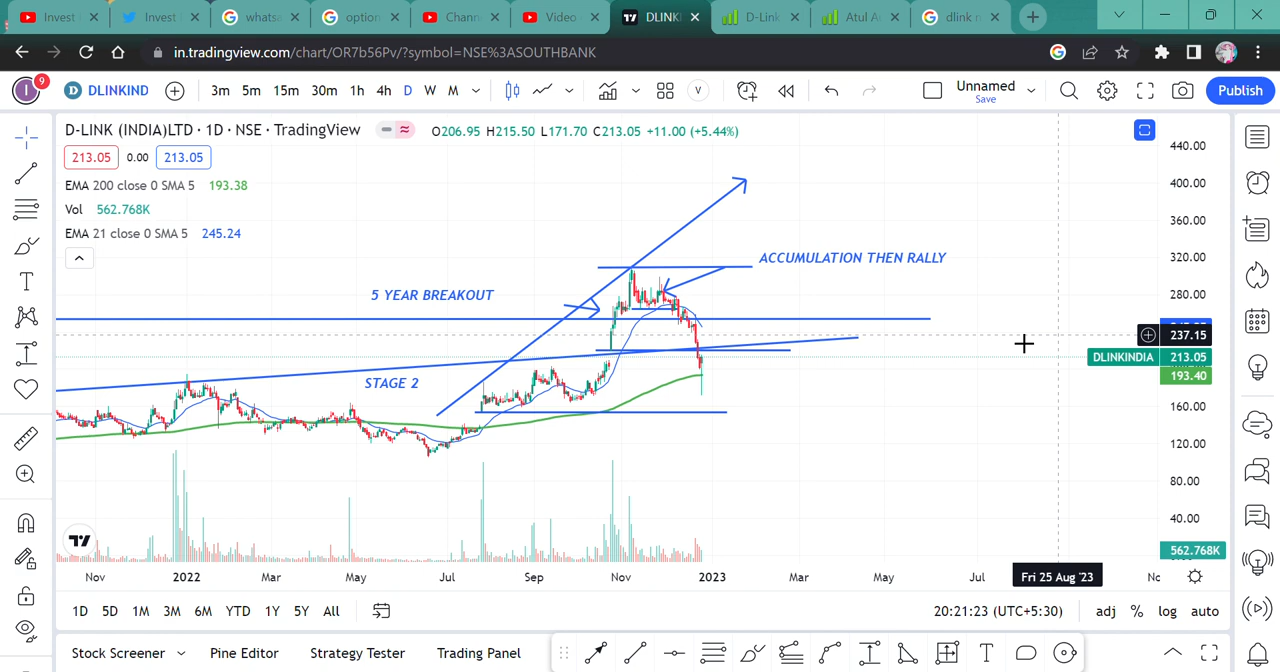 Invest
Invest
whats
option
Chann
Video
DLINK
D-Link
Atul A
dlink r
in.tradingview.com/chart/OR7b56Pv/?symbol=NSE%3ASOUTHBANK
I
9
D
DLINKIND
3m 5m 15m 30m 1h 4h D W M
V
Unnamed
Save
Publish
D-LINK (INDIA)LTD · 1D · NSE · TradingView
O206.95 H215.50 L171.70 C213.05 +11.00 (+5.44%)
213.05 0.00 213.05
EMA 200 close 0 SMA 5 193.38
Vol 562.768K
EMA 21 close 0 SMA 5 245.24
5 YEAR BREAKOUT
ACCUMULATION THEN RALLY
STAGE 2
440.00
400.00
360.00
320.00
280.00
237.15
DLINKINDIA 213.05
193.40
160.00
120.00
80.00
40.00
562.768K
Nov 2022 Mar May Jul Sep Nov 2023 Mar May Jul Fri 25 Aug '23 Nc
1D 5D 1M 3M 6M YTD 1Y 5Y All
20:21:23 (UTC+5:30) adj % log auto
Stock Screener Pine Editor Strategy Tester Trading Panel